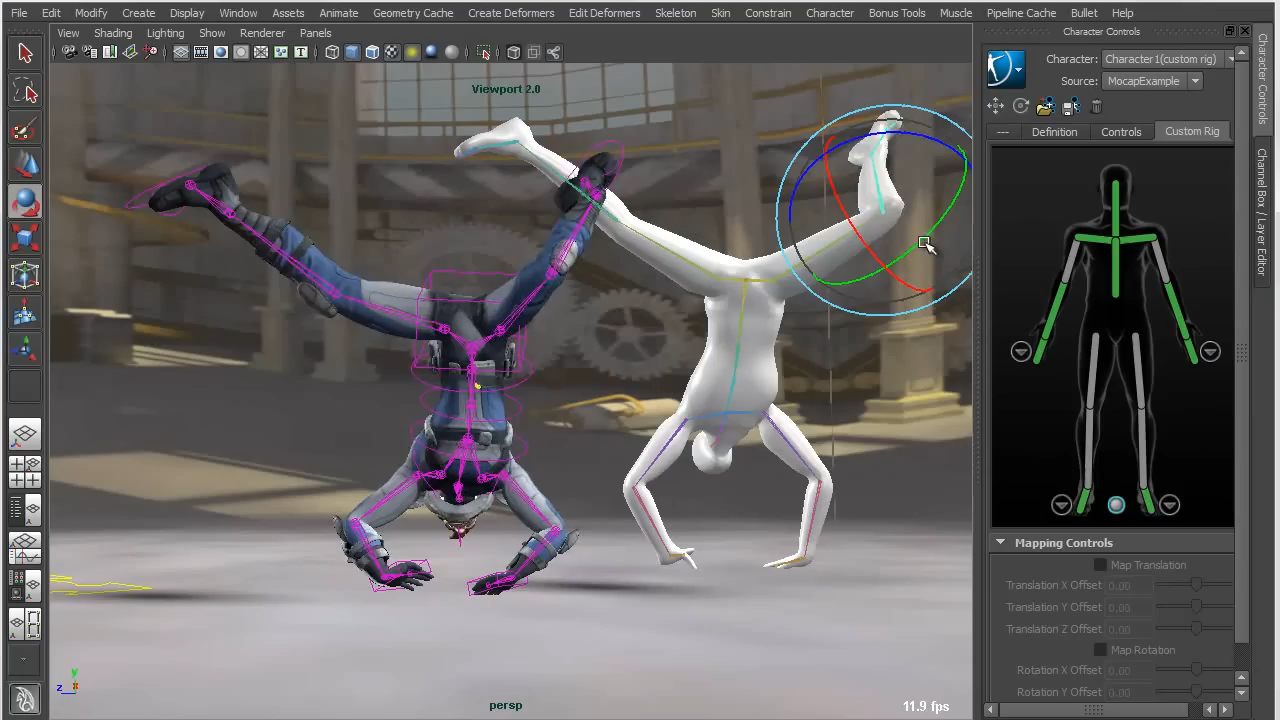 File Edit Modify Create Display Window Assets Animate Geometry Cache Create Deformers Edit Deformers Skeleton Skin Constrain Character Bonus Tools Muscle Pipeline Cache Bullet Help
View Shading Lighting Show Renderer Panels
Character Controls
Character: Character1(custom rig)
Source: MocapExample
--- Definition Controls Custom Rig
Viewport 2.0
Character Controls
Channel Box / Layer Editor
Mapping Controls
Map Translation
Translation X Offset 0.00
Translation Y Offset 0.00
Translation Z Offset 0.00
Map Rotation
Rotation X Offset 0.00
Rotation Y Offset 0.00
y
z x
persp
11.9 fps